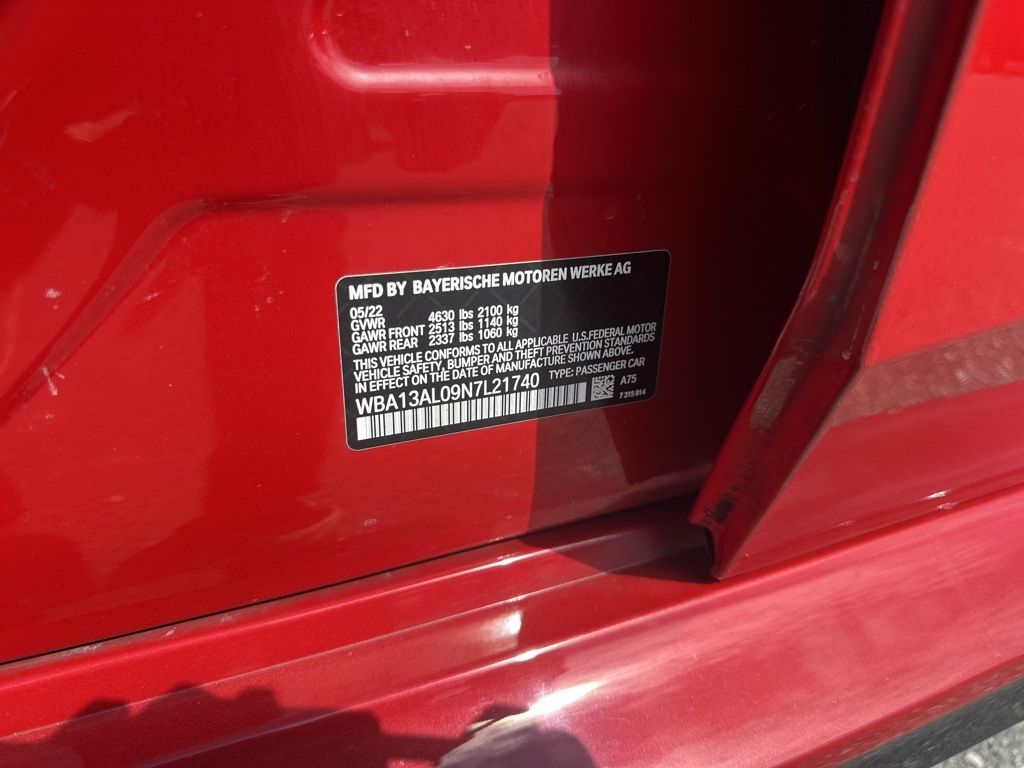 MFD BY BAYERISCHE MOTOREN WERKE AG
05/22
GVWR 4630 lbs 2100 kg
GAWR FRONT 2513 lbs 1140 kg
GAWR REAR 2337 lbs 1060 kg
THIS VEHICLE CONFORMS TO ALL APPLICABLE U.S.FEDERAL MOTOR
VEHICLE SAFETY, BUMPER AND THEFT PREVENTION STANDARDS
IN EFFECT ON THE DATE OF MANUFACTURE SHOWN ABOVE.
WBA13AL09N7L21740 TYPE: PASSENGER CAR
A75
7315814